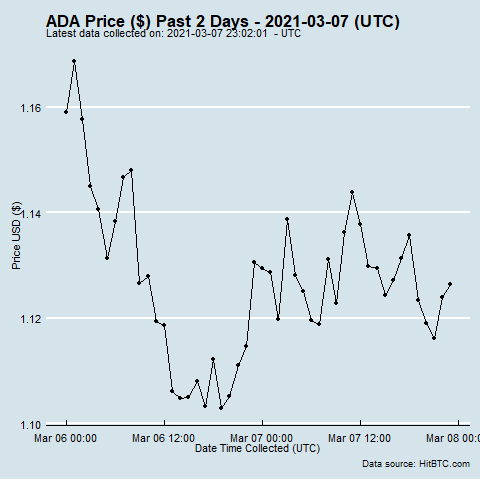 ADA Price ($) Past 2 Days - 2021-03-07 (UTC)
Latest data collected on: 2021-03-07 23:02:01 - UTC
1.16
1.14
1.12
1.10
Price USD ($)
Mar 06 00:00 Mar 06 12:00 Mar 07 00:00 Mar 07 12:00 Mar 08 00:0
Date Time Collected (UTC)
Data source: HitBTC.com